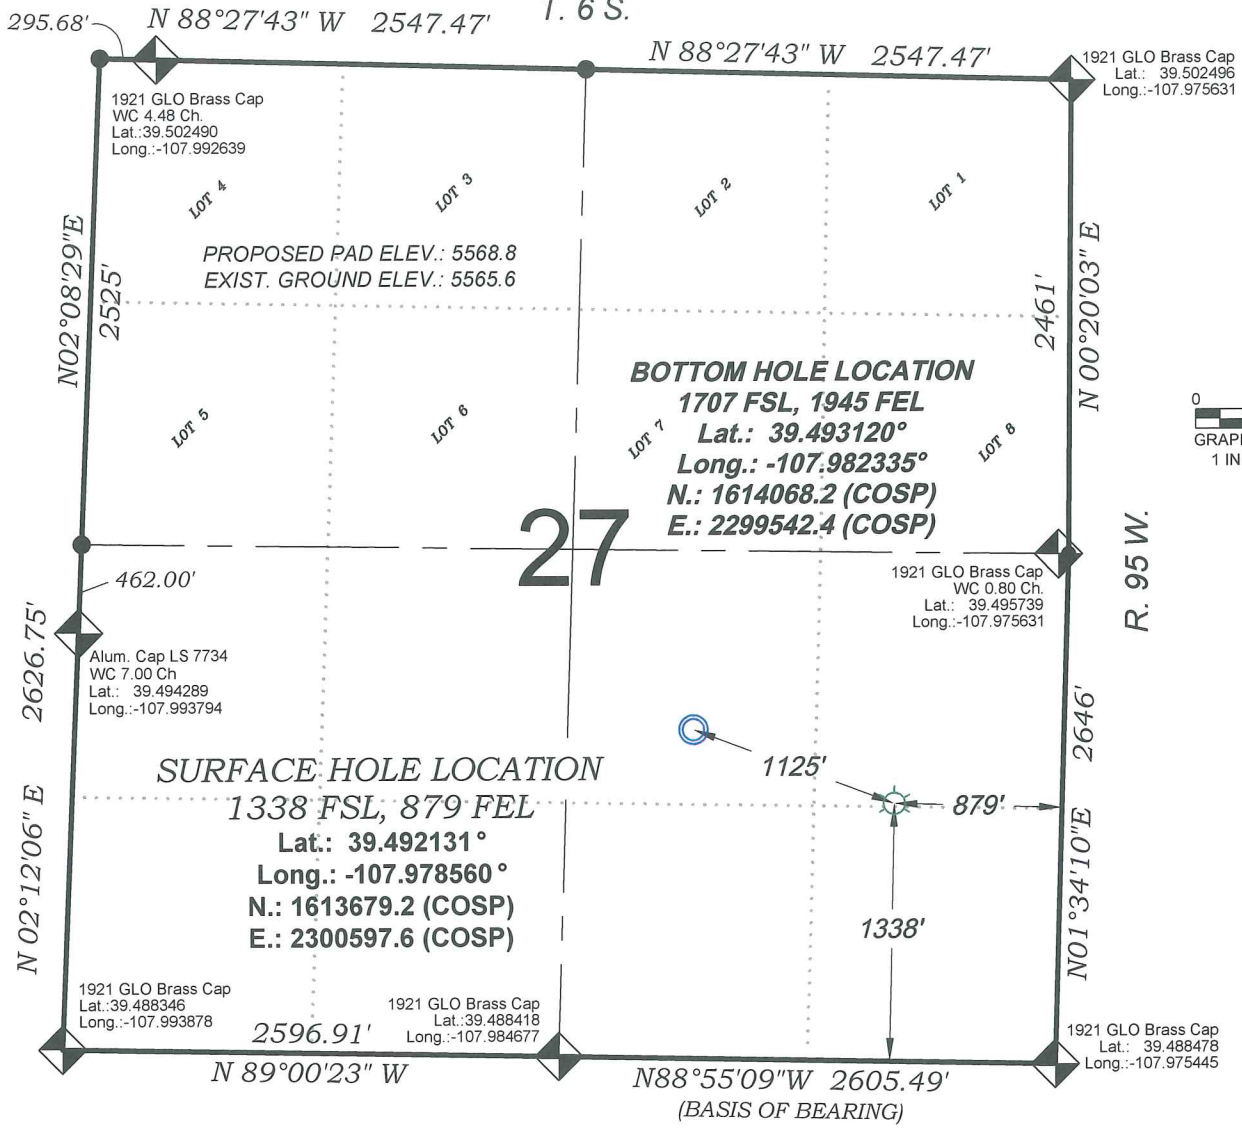 T. 6 S.
295.68'
N 88°27'43" W 2547.47'
N 88°27'43" W 2547.47'
1921 GLO Brass Cap
Lat.: 39.502496
Long.:-107.975631
1921 GLO Brass Cap
WC 4.48 Ch.
Lat.:39.502490
Long.:-107.992639
LOT 4
LOT 3
LOT 2
LOT 1
N02°08'29"E
2525'
PROPOSED PAD ELEV.: 5568.8
EXIST. GROUND ELEV.: 5565.6
2461'
N 00°20'03" E
BOTTOM HOLE LOCATION
1707 FSL, 1945 FEL
Lat.: 39.493120°
Long.: -107.982335°
N.: 1614068.2 (COSP)
E.: 2299542.4 (COSP)
LOT 5
LOT 6
LOT 7
LOT 8
0
1 IN
27
R. 95 W.
462.00'
1921 GLO Brass Cap
WC 0.80 Ch.
Lat.: 39.495739
Long.:-107.975631
N 02°12'06" E 2626.75'
Alum. Cap LS 7734
WC 7.00 Ch
Lat.: 39.494289
Long.:-107.993794
N01°34'10"E 2646'
1125'
879'
1338'
SURFACE HOLE LOCATION
1338 FSL, 879 FEL
Lat.: 39.492131°
Long.: -107.978560°
N.: 1613679.2 (COSP)
E.: 2300597.6 (COSP)
1921 GLO Brass Cap
Lat.:39.488346
Long.:-107.993878
1921 GLO Brass Cap
Lat.:39.488418
Long.:-107.984677
1921 GLO Brass Cap
Lat.: 39.488478
Long.:-107.975445
2596.91'
N 89°00'23" W
N88°55'09"W 2605.49'
(BASIS OF BEARING)